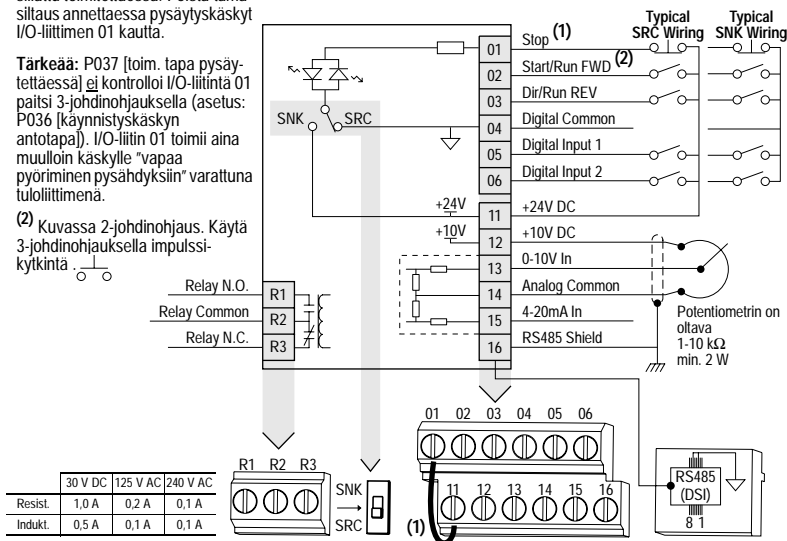 siltaus annettaessa pysäytyskäskyt
I/O-liittimen 01 kautta.
Tärkeää: P037 [toim. tapa pysäy-
tettäessä] ei kontrolloi I/O-liitintä 01
paitsi 3-johdinohjauksella (asetus:
P036 [käynnistyskäskyn
antotapa]). I/O-liitin 01 toimii aina
muulloin käskylle "vapaa
pyöriminen pysähdyksiin" varattuna
tuloliittimenä.
(2) Kuvassa 2-johdinohjaus. Käytä
3-johdinohjauksella impulssi-
kytkintä .
Typical
SRC Wiring
Typical
SNK Wiring
01 Stop (1)
02 Start/Run FWD (2)
03 Dir/Run REV
04 Digital Common
05 Digital Input 1
06 Digital Input 2
11 +24V DC
12 +10V DC
13 0-10V In
14 Analog Common
15 4-20mA In
16 RS485 Shield
SNK SRC
+24V
+10V
Relay N.O. R1
Relay Common R2
Relay N.C. R3
Potentiometrin on
oltava
1-10 kΩ
min. 2 W
01 02 03 04 05 06
11 12 13 14 15 16
(1)
R1 R2 R3
SNK
SRC
RS485
(DSI)
8 1
30 V DC 125 V AC 240 V AC
Resist. 1,0 A 0,2 A 0,1 A
Indukt. 0,5 A 0,1 A 0,1 A